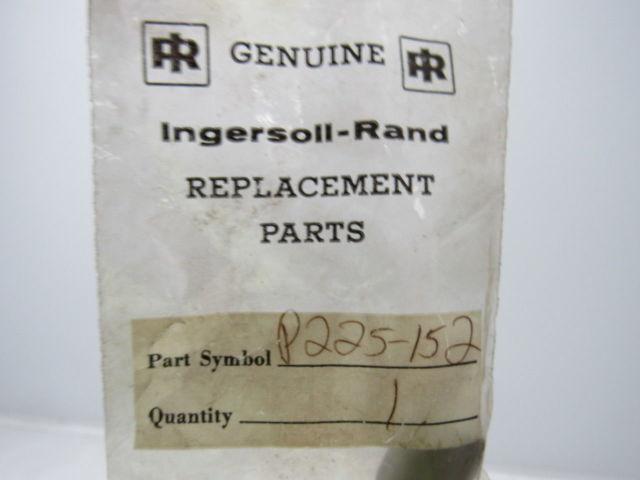 IR GENUINE IR
Ingersoll-Rand
REPLACEMENT
PARTS
Part Symbol P225-152
Quantity 1